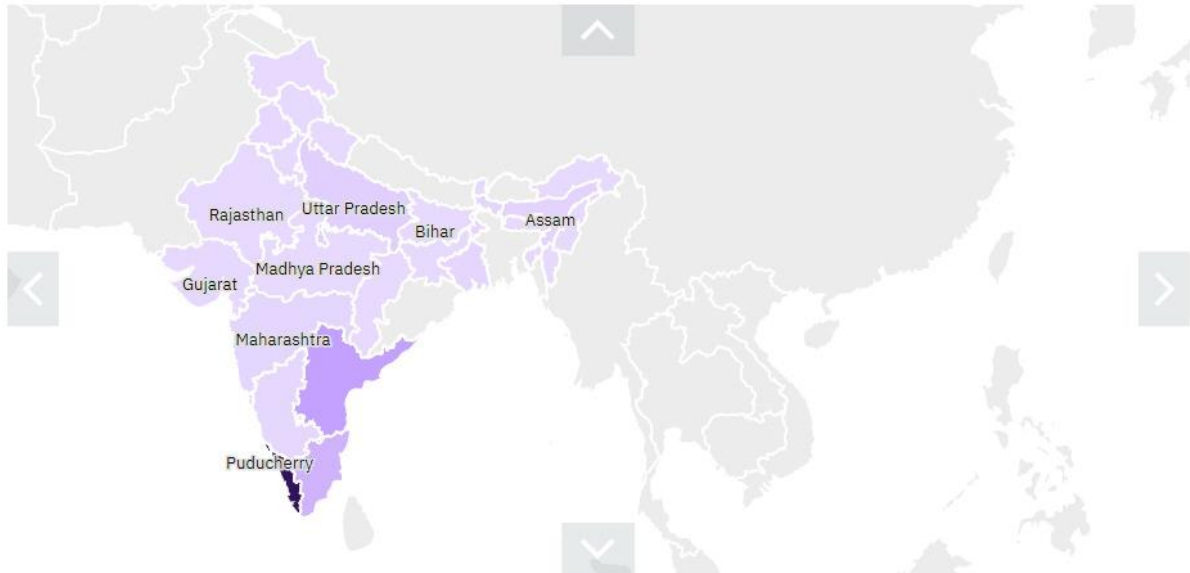 Rajasthan
Uttar Pradesh
Bihar
Assam
Gujarat
Madhya Pradesh
Maharashtra
Puducherry